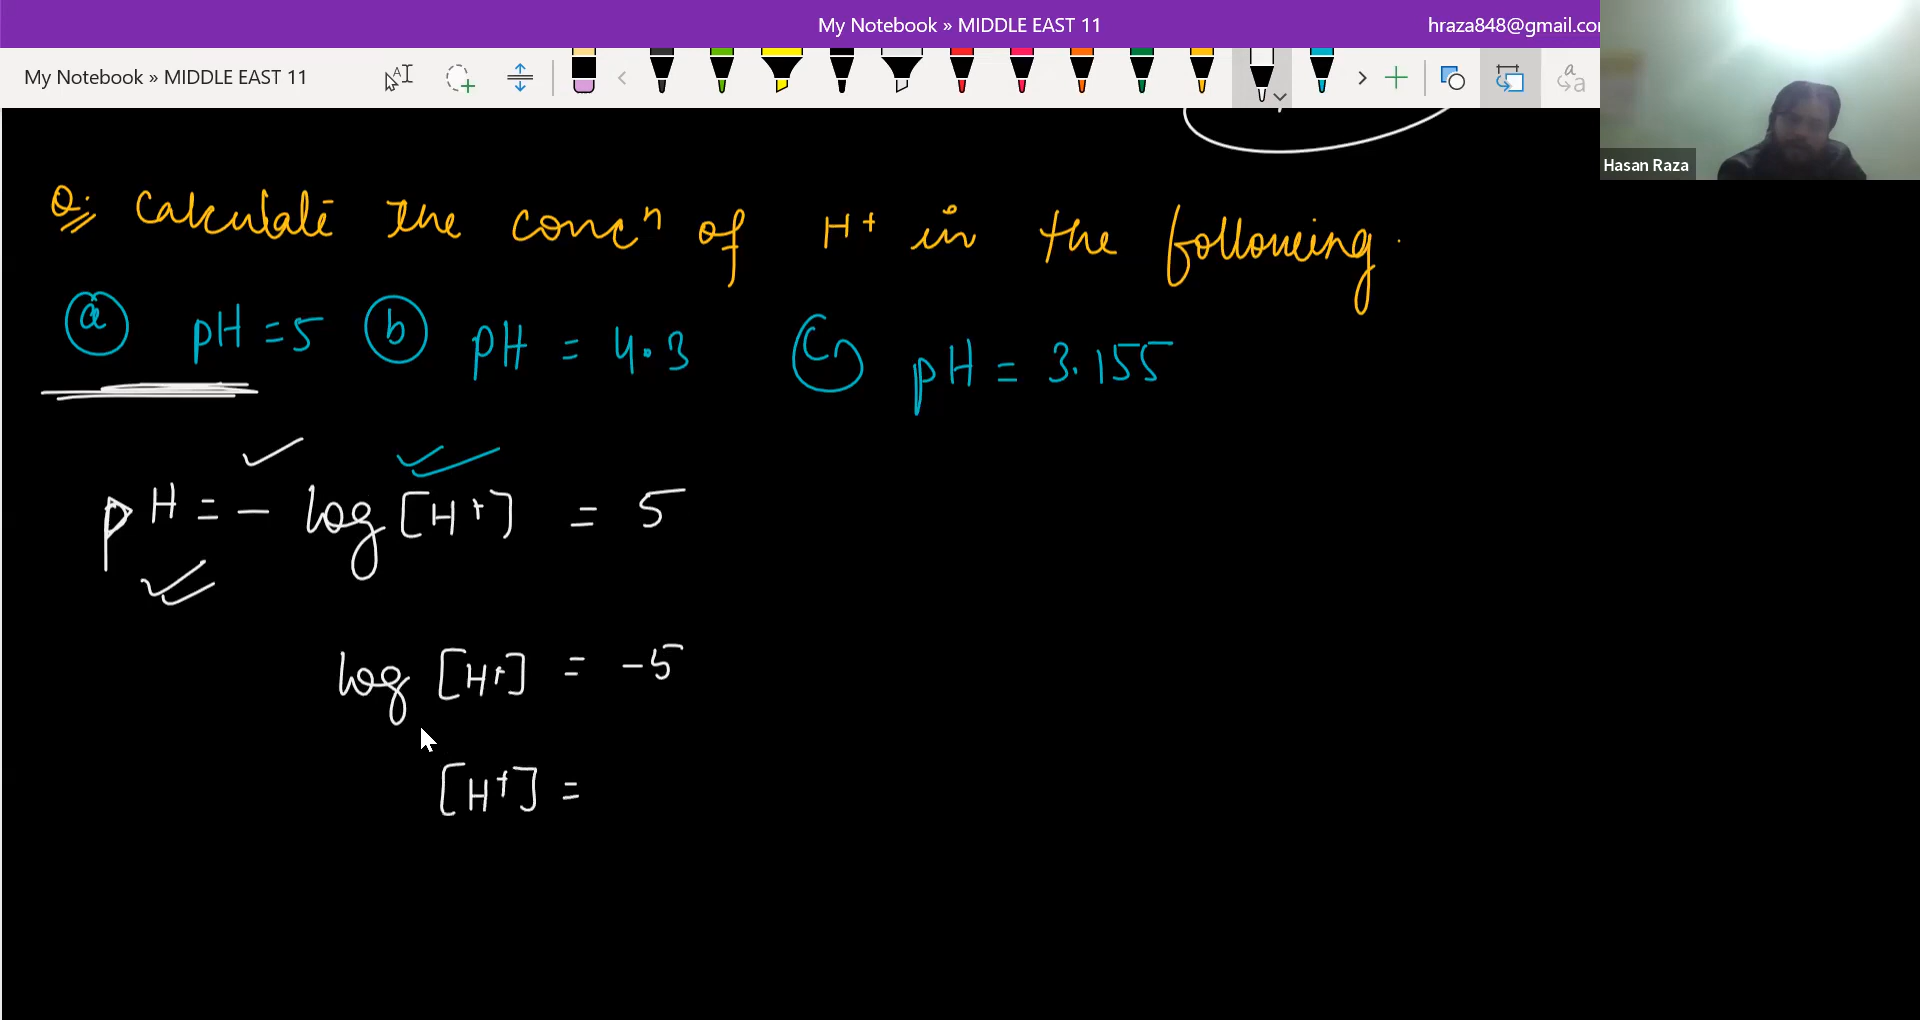 My Notebook » MIDDLE EAST 11
hraza848@gmail.co
My Notebook » MIDDLE EAST 11
Hasan Raza
Q: Calculate the concⁿ of H⁺ in the following.
(a) pH = 5 (b) pH = 4.3 (c) pH = 3.155
pH = - log [H⁺] = 5
log [H⁺] = -5
[H⁺] =